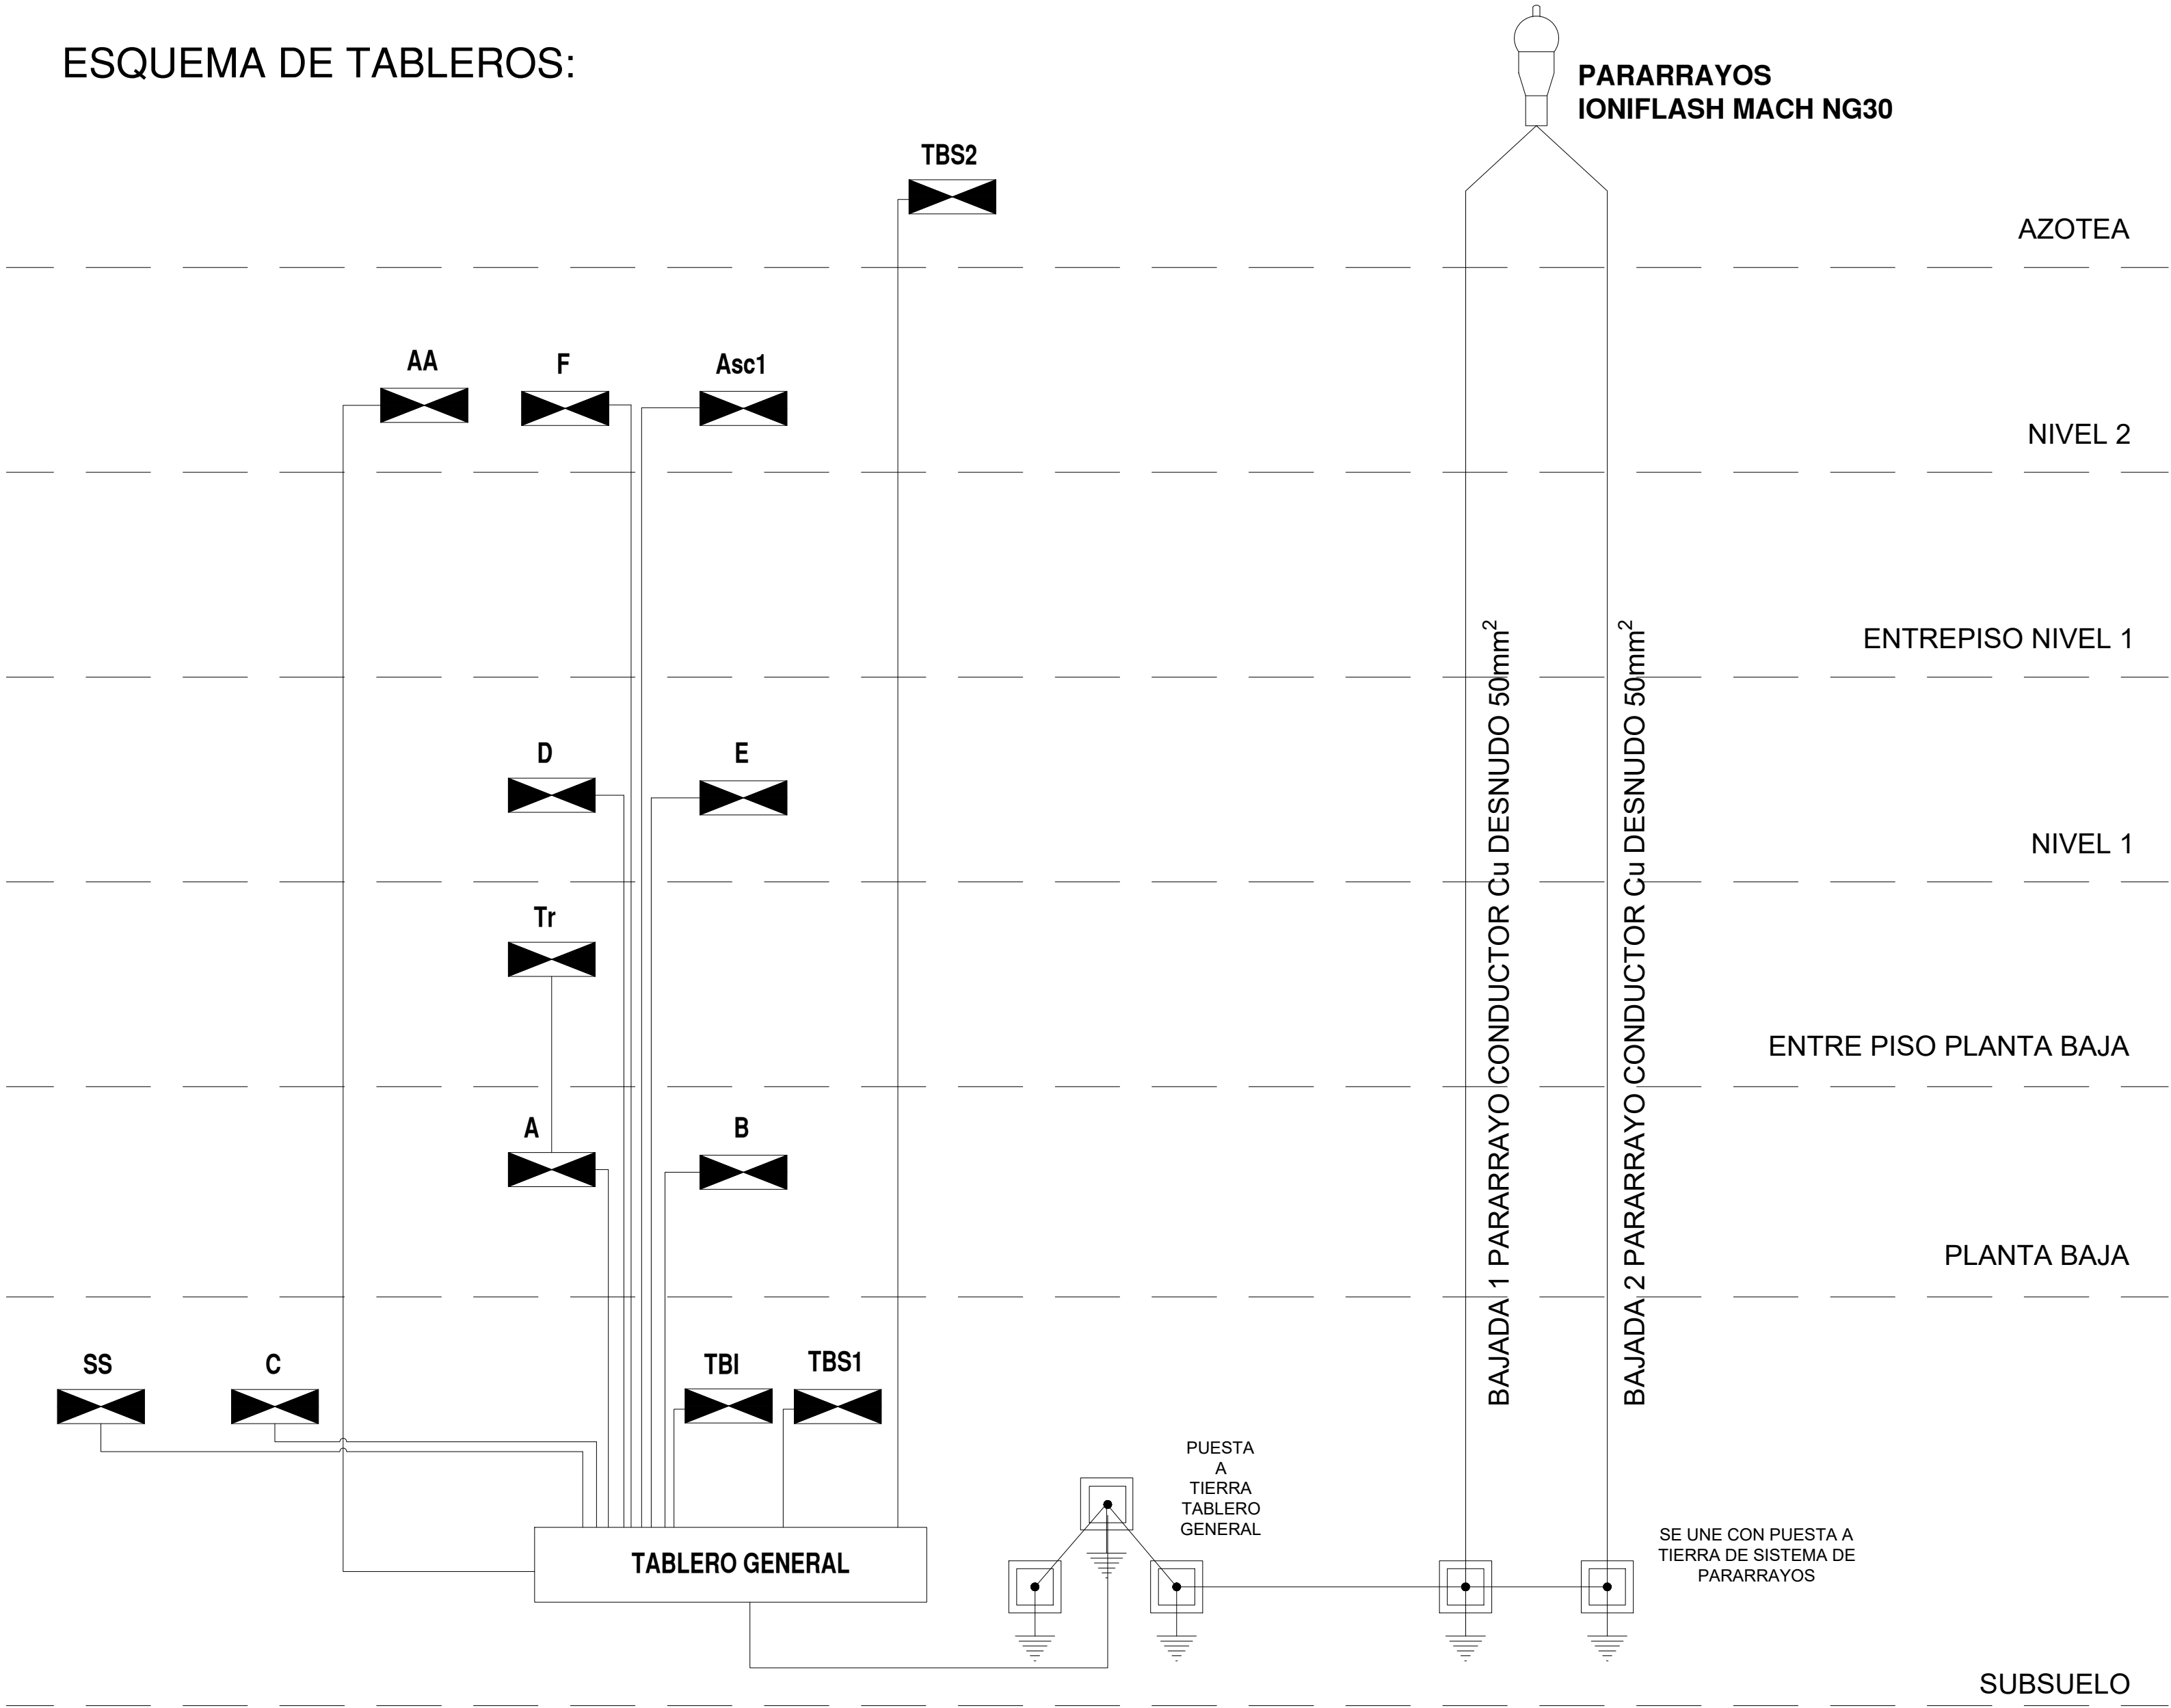 ESQUEMA DE TABLEROS:
PARARRAYOS
IONIFLASH MACH NG30
TBS2
AZOTEA
AA
F
Asc1
NIVEL 2
ENTREPISO NIVEL 1
D
E
NIVEL 1
Tr
ENTRE PISO PLANTA BAJA
A
B
PLANTA BAJA
BAJADA 1 PARARRAYO CONDUCTOR Cu DESNUDO 50mm²
BAJADA 2 PARARRAYO CONDUCTOR Cu DESNUDO 50mm²
SS
C
TBI
TBS1
PUESTA
A
TIERRA
TABLERO
GENERAL
TABLERO GENERAL
SE UNE CON PUESTA A
TIERRA DE SISTEMA DE
PARARRAYOS
SUBSUELO